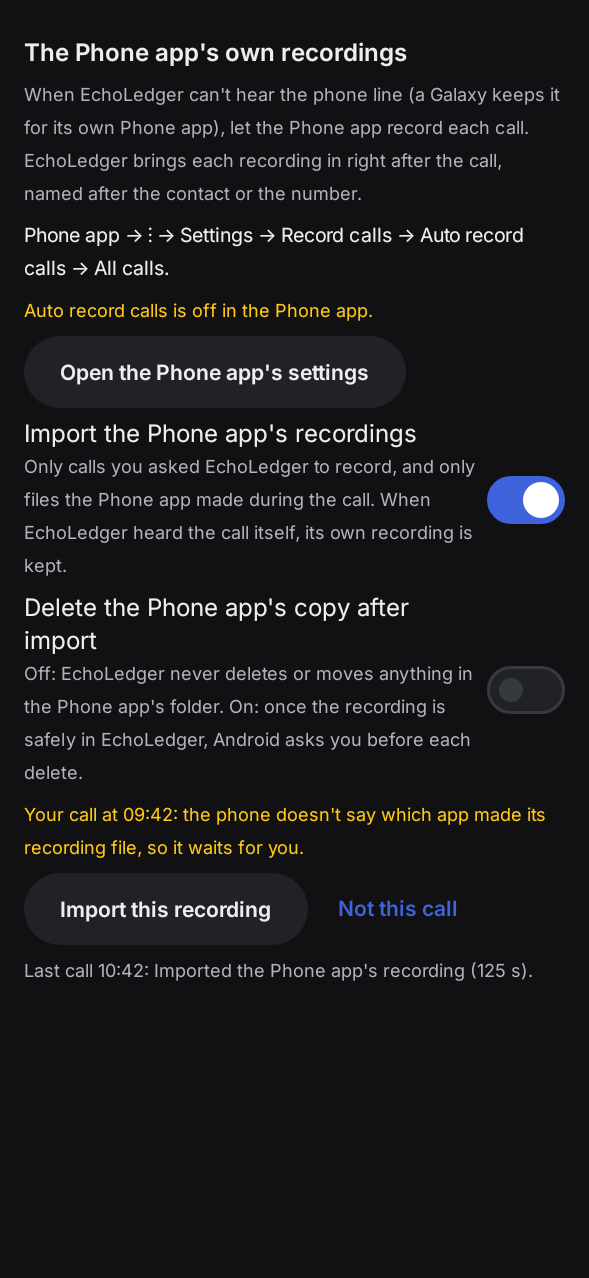 The Phone app's own recordings
When EchoLedger can't hear the phone line (a Galaxy keeps it
for its own Phone app), let the Phone app record each call.
EchoLedger brings each recording in right after the call,
named after the contact or the number.
Phone app → ⋮ → Settings → Record calls → Auto record
calls → All calls.
Auto record calls is off in the Phone app.
Open the Phone app's settings
Import the Phone app's recordings
Only calls you asked EchoLedger to record, and only
files the Phone app made during the call. When
EchoLedger heard the call itself, its own recording is
kept.
Delete the Phone app's copy after
import
Off: EchoLedger never deletes or moves anything in
the Phone app's folder. On: once the recording is
safely in EchoLedger, Android asks you before each
delete.
Your call at 09:42: the phone doesn't say which app made its
recording file, so it waits for you.
Import this recording
Not this call
Last call 10:42: Imported the Phone app's recording (125 s).